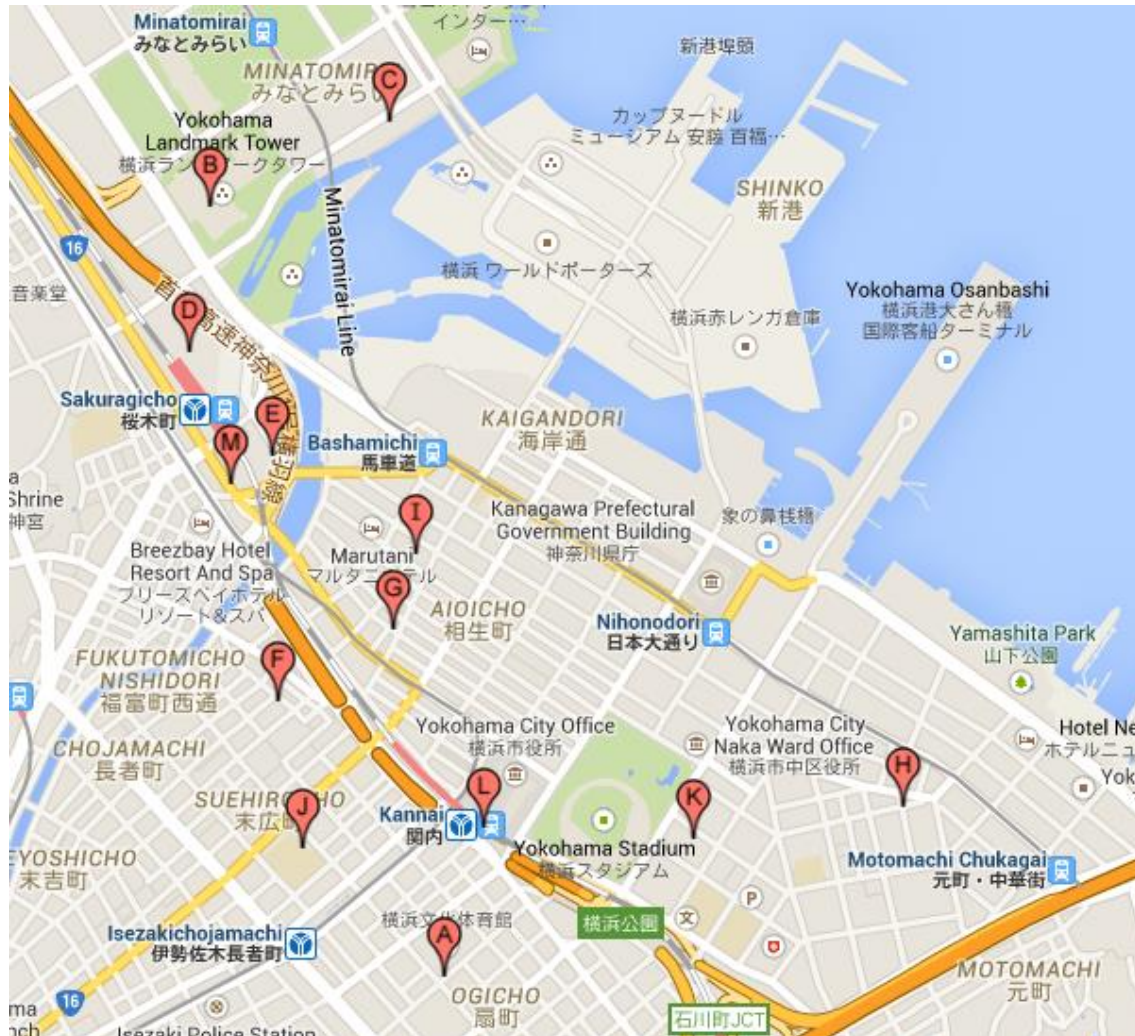 Minatomirai
みなとみらい
インター…
新港埠頭
C
みなとみらい
カップヌードル
ミュージアム 安藤 百福…
Yokohama
Landmark Tower
B
SHINKO
新港
Minatomirai Line
16
音楽堂
横浜 ワールドポーターズ
Yokohama Osanbashi
横浜港大さん橋
国際客船ターミナル
横浜赤レンガ倉庫
D
Sakuragicho
桜木町
E
M
KAIGANDORI
海岸通
Bashamichi
馬車道
Shrine
神宮
I
Kanagawa Prefectural
Government Building
神奈川県庁
象の鼻桟橋
Breezbay Hotel
Resort And Spa
ブリーズベイホテル
リゾート&スパ
Marutani
G
AIOICHO
相生町
Nihonodori
日本大通り
Yamashita Park
山下公園
FUKUTOMICHO
NISHIDORI
福富町西通
F
Yokohama City Office
横浜市役所
Yokohama City
Naka Ward Office
横浜市中区役所
Hotel Ne
ホテルニュ
CHOJAMACHI
長者町
H
J
Kannai
関内
L
K
Yokohama Stadium
横浜スタジアム
EYOSHICHO
末吉町
Motomachi Chukagai
元町・中華街
P
文
横浜公園
Isezakichojamachi
伊勢佐木長者町
A
MOTOMACHI
元町
OGICHO
扇町
16
石川町JCT
Isezaki Police Station